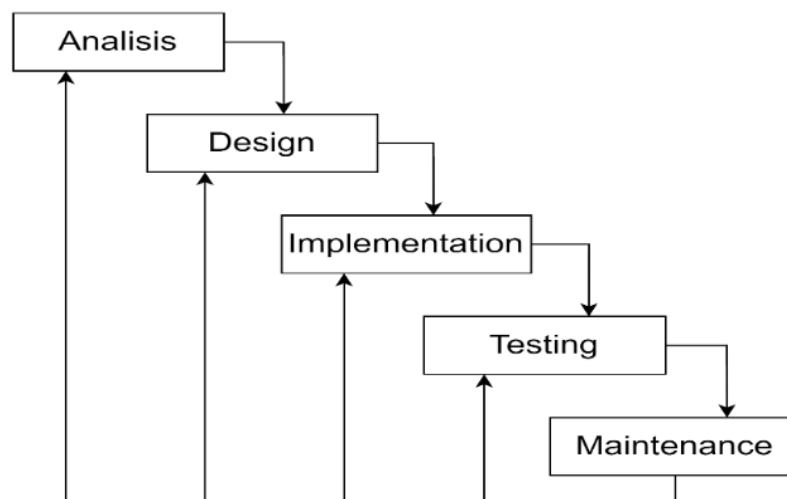 Analisis
Design
Implementation
Testing
Maintenance